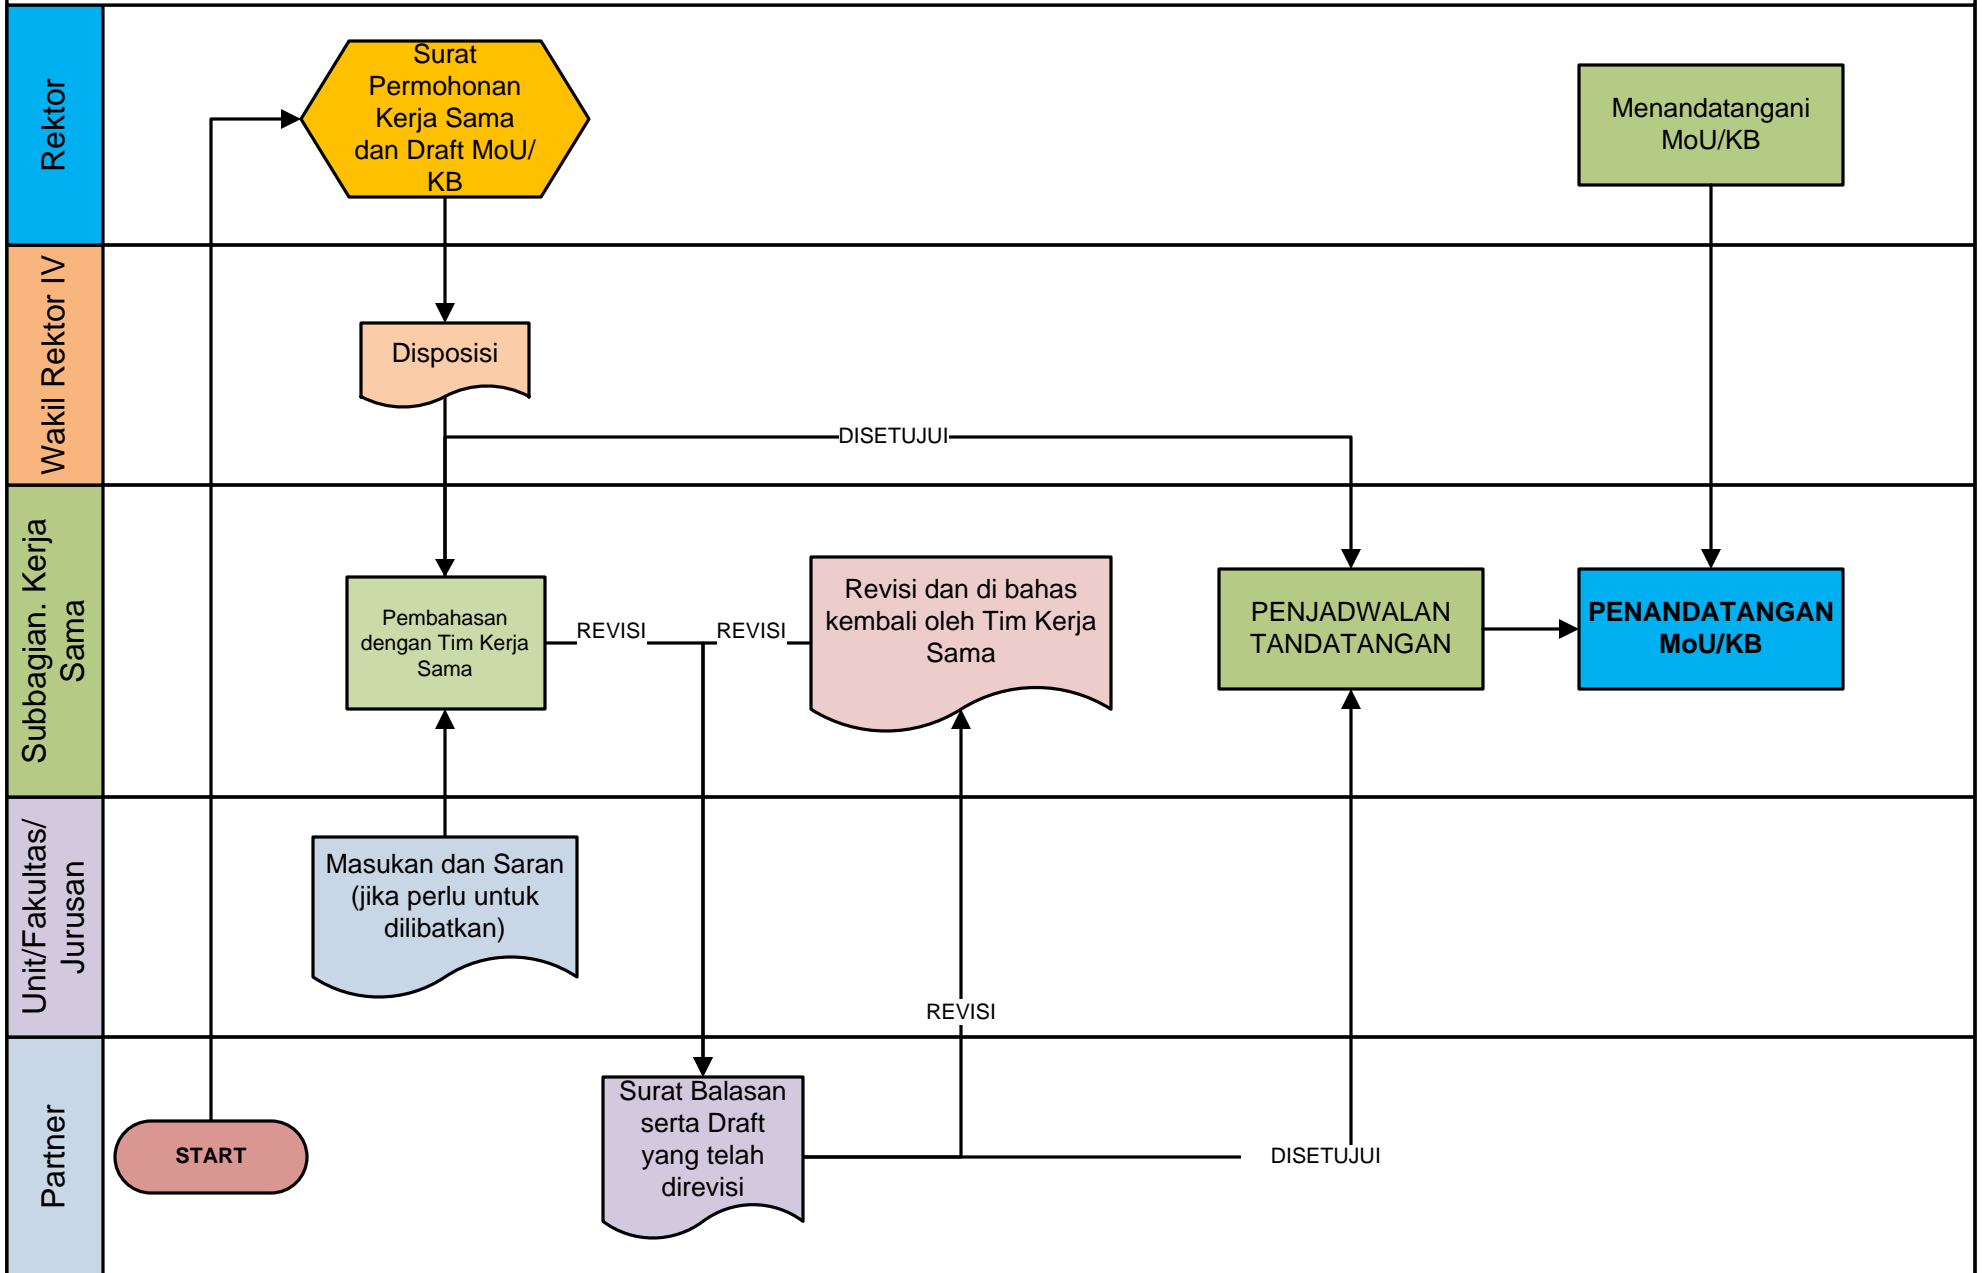 Rektor
Surat
Permohonan
Kerja Sama
dan Draft MoU/
KB
Menandatangani
MoU/KB
Wakil Rektor IV
Disposisi
DISETUJUI
Subbagian. Kerja
Sama
Pembahasan
dengan Tim Kerja
Sama
REVISI
REVISI
Revisi dan di bahas
kembali oleh Tim Kerja
Sama
PENJADWALAN
TANDATANGAN
PENANDATANGAN
MoU/KB
Unit/Fakultas/
Jurusan
Masukan dan Saran
(jika perlu untuk
dilibatkan)
REVISI
Partner
START
Surat Balasan
serta Draft
yang telah
direvisi
DISETUJUI